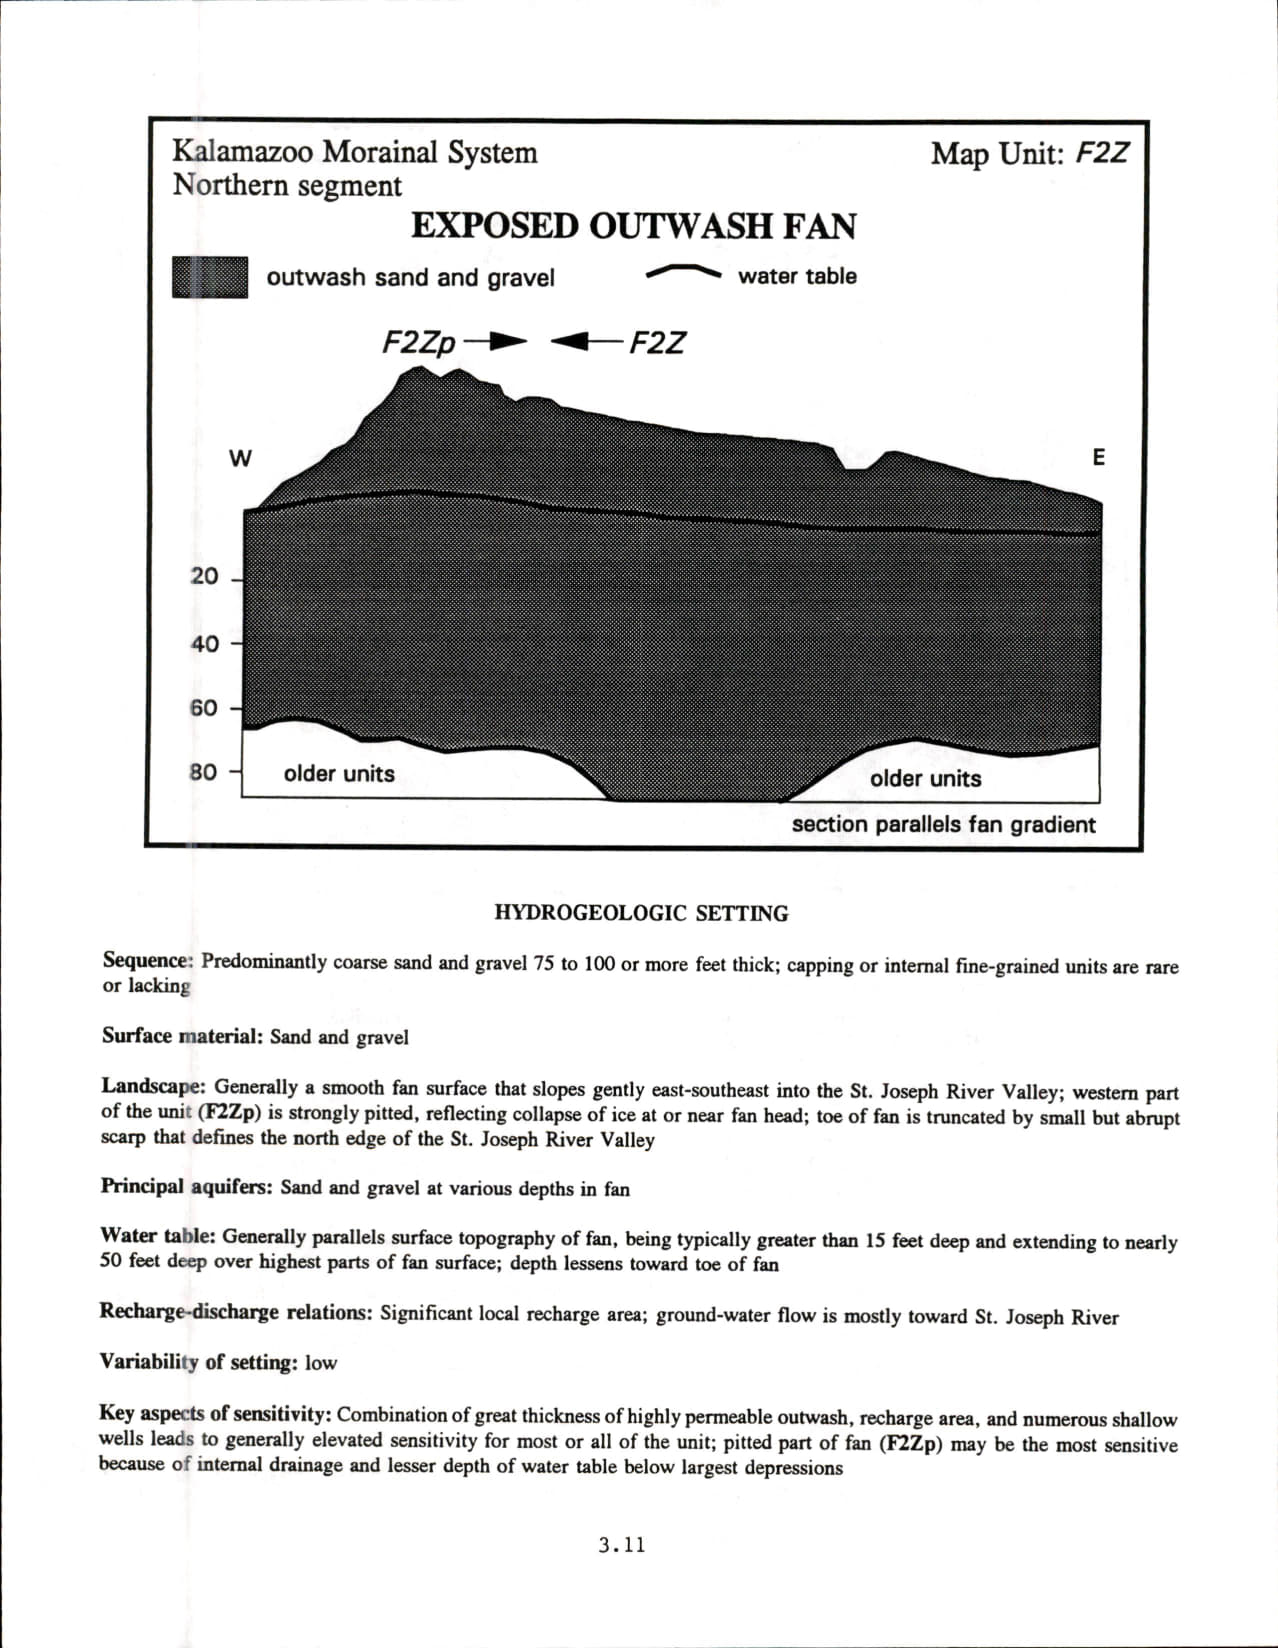 Kalamazoo Morainal System
Map Unit: F2Z
Northern segment
EXPOSED OUTWASH FAN
outwash sand and gravel
water table
F2Zp
F2Z
W
E
20
40
60
80
older units
older units
section parallels fan gradient
HYDROGEOLOGIC SETTING
Sequence: Predominantly coarse sand and gravel 75 to 100 or more feet thick; capping or internal fine-grained units are rare
or lacking
Surface material: Sand and gravel
Landscape: Generally a smooth fan surface that slopes gently east-southeast into the St. Joseph River Valley; western part
of the unit (F2Zp) is strongly pitted, reflecting collapse of ice at or near fan head; toe of fan is truncated by small but abrupt
scarp that defines the north edge of the St. Joseph River Valley
Principal aquifers: Sand and gravel at various depths in fan
Water table: Generally parallels surface topography of fan, being typically greater than 15 feet deep and extending to nearly
50 feet deep over highest parts of fan surface; depth lessens toward toe of fan
Recharge-discharge relations: Significant local recharge area; ground-water flow is mostly toward St. Joseph River
Variability of setting: low
Key aspects of sensitivity: Combination of great thickness of highly permeable outwash, recharge area, and numerous shallow
wells leads to generally elevated sensitivity for most or all of the unit; pitted part of fan (F2Zp) may be the most sensitive
because of internal drainage and lesser depth of water table below largest depressions
3.11